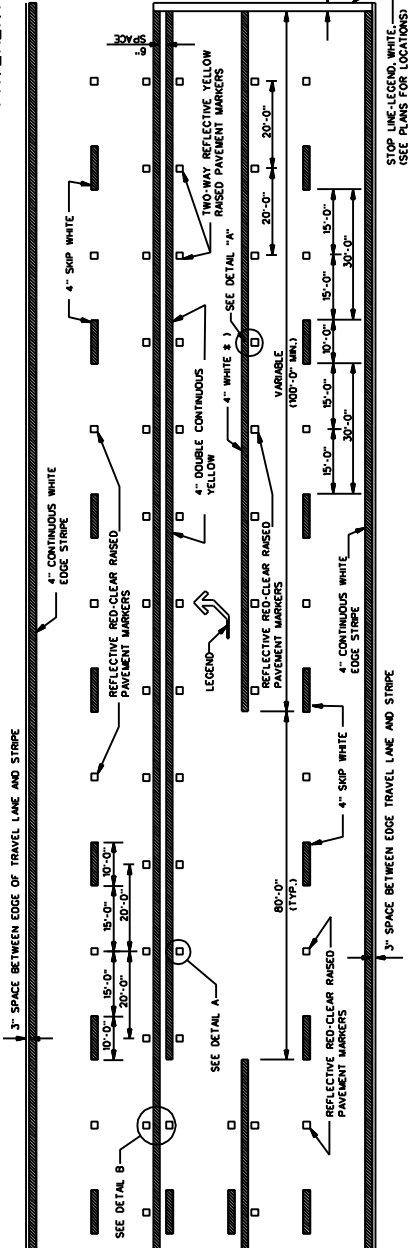 3" SPACE BETWEEN EDGE OF TRAVEL LANE AND STRIPE
4" CONTINUOUS WHITE
EDGE STRIPE
4" SKIP WHITE
6"
SPACE
10'-0"
15'-0"
15'-0"
10'-0"
20'-0"
20'-0"
REFLECTIVE RED-CLEAR RAISED
PAVEMENT MARKERS
TWO-WAY REFLECTIVE YELLOW
RAISED PAVEMENT MARKERS
SEE DETAIL B
4" DOUBLE CONTINUOUS
YELLOW
LEGEND
SEE DETAIL A
4" WHITE * )
SEE DETAIL "A"
20'-0"
20'-0"
REFLECTIVE RED-CLEAR RAISED
PAVEMENT MARKERS
80'-0"
(TYP.)
VARIABLE
(100'-0" MIN.)
4" SKIP WHITE
15'-0"
15'-0"
10'-0"
15'-0"
15'-0"
30'-0"
30'-0"
REFLECTIVE RED-CLEAR RAISED
PAVEMENT MARKERS
4" CONTINUOUS WHITE
EDGE STRIPE
3" SPACE BETWEEN EDGE TRAVEL LANE AND STRIPE
STOP LINE-LEGEND, WHITE.
(SEE PLANS FOR LOCATIONS)